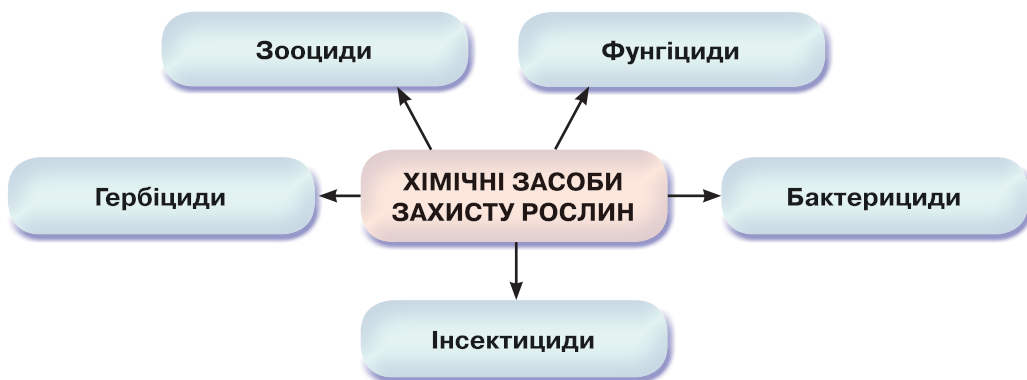 Зооциди
Фунгіциди
Гербіциди
ХІМІЧНІ ЗАСОБИ
ЗАХИСТУ РОСЛИН
Бактерициди
Інсектициди